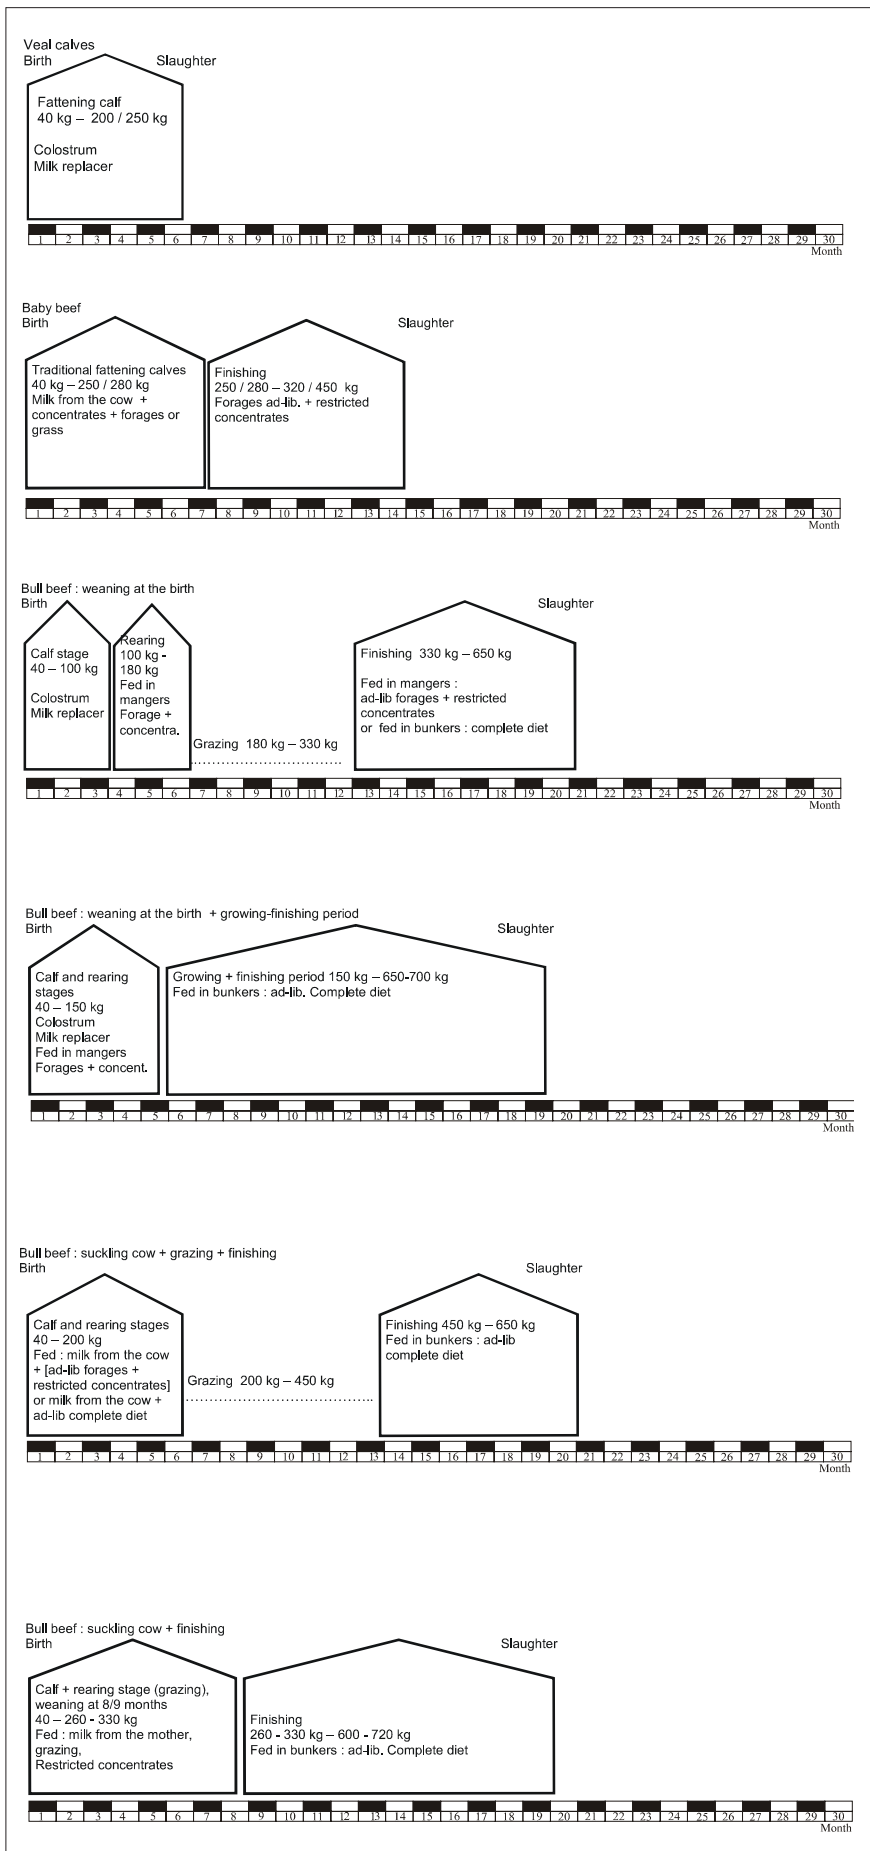 Veal calves
Birth Slaughter
Fattening calf
40 kg – 200 / 250 kg
Colostrum
Milk replacer
1 2 3 4 5 6 7 8 9 10 11 12 13 14 15 16 17 18 19 20 21 22 23 24 25 26 27 28 29 30
Month
Baby beef
Birth Slaughter
Traditional fattening calves
40 kg – 250 / 280 kg
Milk from the cow +
concentrates + forages or
grass
Finishing
250 / 280 – 320 / 450 kg
Forages ad-lib. + restricted
concentrates
1 2 3 4 5 6 7 8 9 10 11 12 13 14 15 16 17 18 19 20 21 22 23 24 25 26 27 28 29 30
Month
Bull beef : weaning at the birth
Birth Slaughter
Calf stage
40 – 100 kg
Colostrum
Milk replacer
Rearing
100 kg -
180 kg
Fed in
mangers
Forage +
concentra.
Grazing 180 kg – 330 kg
Finishing 330 kg – 650 kg
Fed in mangers :
ad-lib forages + restricted
concentrates
or fed in bunkers : complete diet
1 2 3 4 5 6 7 8 9 10 11 12 13 14 15 16 17 18 19 20 21 22 23 24 25 26 27 28 29 30
Month
Bull beef : weaning at the birth + growing-finishing period
Birth Slaughter
Calf and rearing
stages
40 – 150 kg
Colostrum
Milk replacer
Fed in mangers
Forages + concent.
Growing + finishing period 150 kg – 650-700 kg
Fed in bunkers : ad-lib. Complete diet
1 2 3 4 5 6 7 8 9 10 11 12 13 14 15 16 17 18 19 20 21 22 23 24 25 26 27 28 29 30
Month
Bull beef : suckling cow + grazing + finishing
Birth Slaughter
Calf and rearing stages
40 – 200 kg
Fed : milk from the cow
+ [ad-lib forages +
restricted concentrates]
or milk from the cow +
ad-lib complete diet
Grazing 200 kg – 450 kg
Finishing 450 kg – 650 kg
Fed in bunkers : ad-lib
complete diet
1 2 3 4 5 6 7 8 9 10 11 12 13 14 15 16 17 18 19 20 21 22 23 24 25 26 27 28 29 30
Month
Bull beef : suckling cow + finishing
Birth Slaughter
Calf + rearing stage (grazing),
weaning at 8/9 months
40 – 260 - 330 kg
Fed : milk from the mother,
grazing,
Restricted concentrates
Finishing
260 - 330 kg – 600 - 720 kg
Fed in bunkers : ad-lib. Complete diet
1 2 3 4 5 6 7 8 9 10 11 12 13 14 15 16 17 18 19 20 21 22 23 24 25 26 27 28 29 30
Month